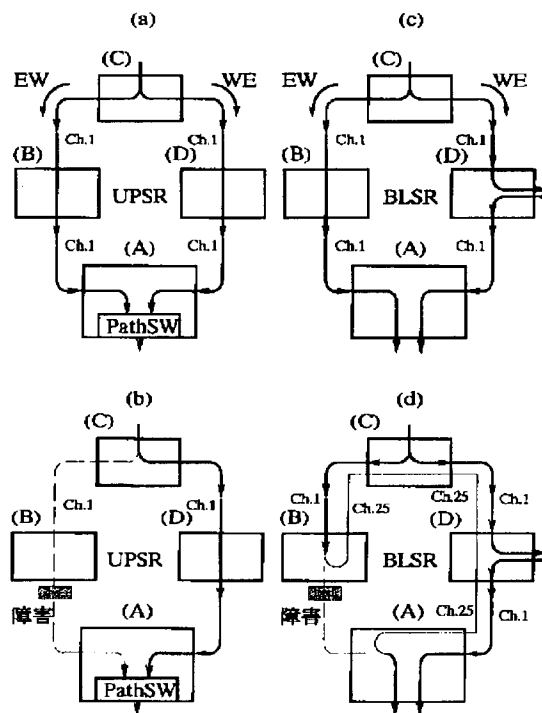 (a)
(C)
EW
WE
Ch.1
Ch.1
(B)
(D)
UPSR
Ch.1
Ch.1
(A)
PathSW
(c)
(C)
EW
WE
Ch.1
Ch.1
(B)
(D)
BLSR
Ch.1
Ch.1
(A)
(b)
(C)
Ch.1
Ch.1
(B)
(D)
UPSR
障害
(A)
PathSW
(d)
(C)
Ch.1
Ch.25
Ch.25
Ch.1
(B)
(D)
BLSR
障害
(A)
Ch.25
Ch.1